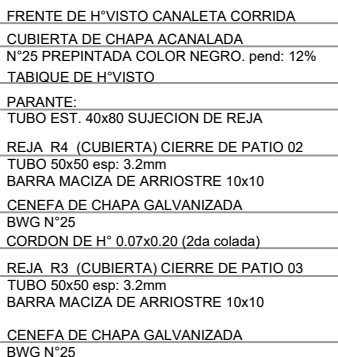 FRENTE DE H°VISTO CANALETA CORRIDA
CUBIERTA DE CHAPA ACANALADA
N°25 PREPINTADA COLOR NEGRO. pend: 12%
TABIQUE DE H°VISTO
PARANTE:
TUBO EST. 40x80 SUJECION DE REJA
REJA R4 (CUBIERTA) CIERRE DE PATIO 02
TUBO 50x50 esp: 3.2mm
BARRA MACIZA DE ARRIOSTRE 10x10
CENEFA DE CHAPA GALVANIZADA
BWG N°25
CORDON DE H° 0.07x0.20 (2da colada)
REJA R3 (CUBIERTA) CIERRE DE PATIO 03
TUBO 50x50 esp: 3.2mm
BARRA MACIZA DE ARRIOSTRE 10x10
CENEFA DE CHAPA GALVANIZADA
BWG N°25